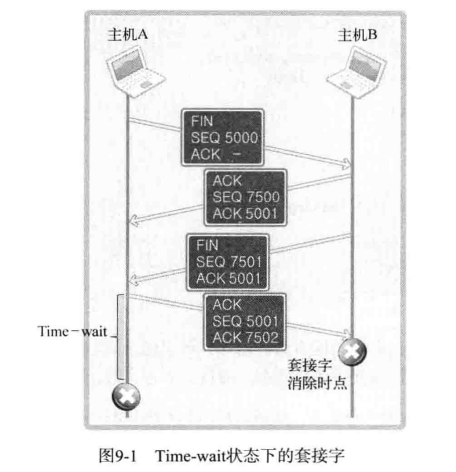 主机A
主机B
FIN
SEQ 5000
ACK -
ACK
SEQ 7500
ACK 5001
FIN
SEQ 7501
ACK 5001
ACK
SEQ 5001
ACK 7502
Time-wait
套接字
消除时点
图9-1 Time-wait状态下的套接字